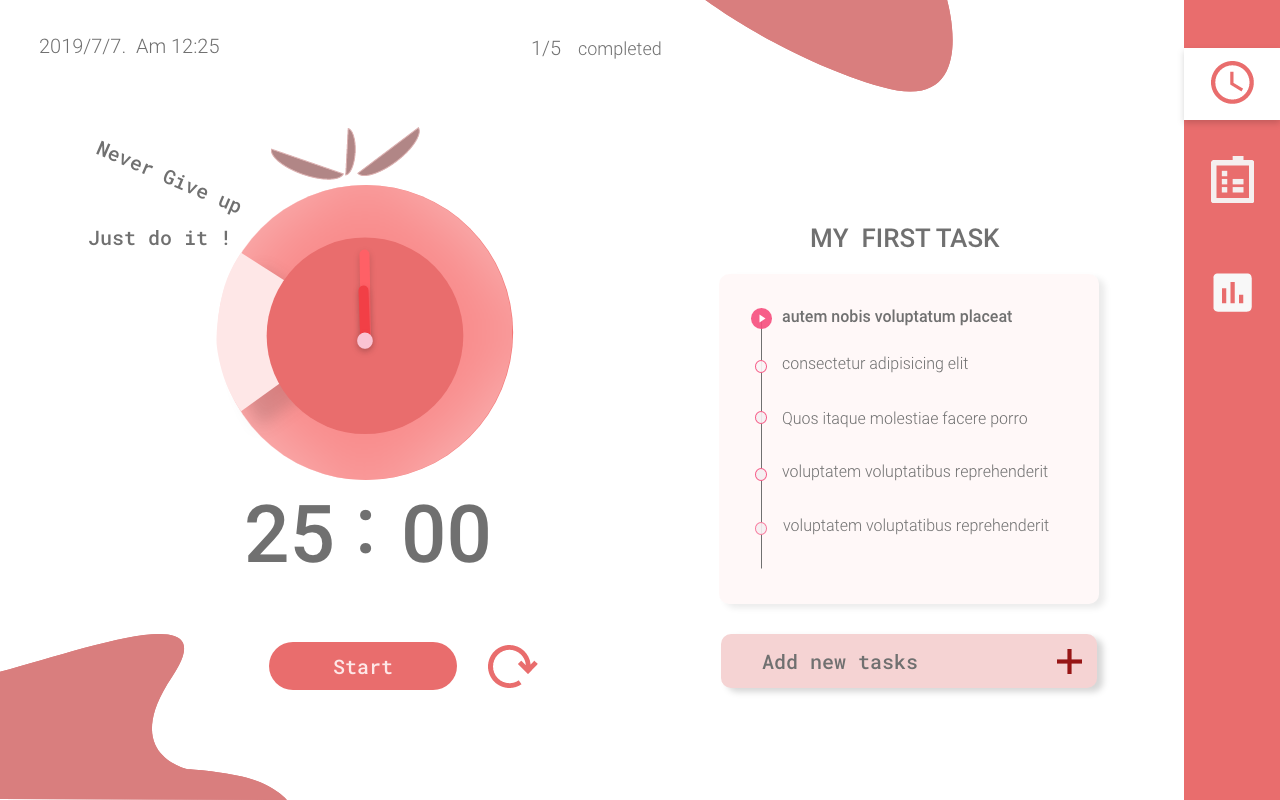 2019/7/7. Am 12:25
1/5 completed
Never Give up
Just do it !
25 : 00
Start
MY FIRST TASK
autem nobis voluptatum placeat
consectetur adipisicing elit
Quos itaque molestiae facere porro
voluptatem voluptatibus reprehenderit
voluptatem voluptatibus reprehenderit
Add new tasks